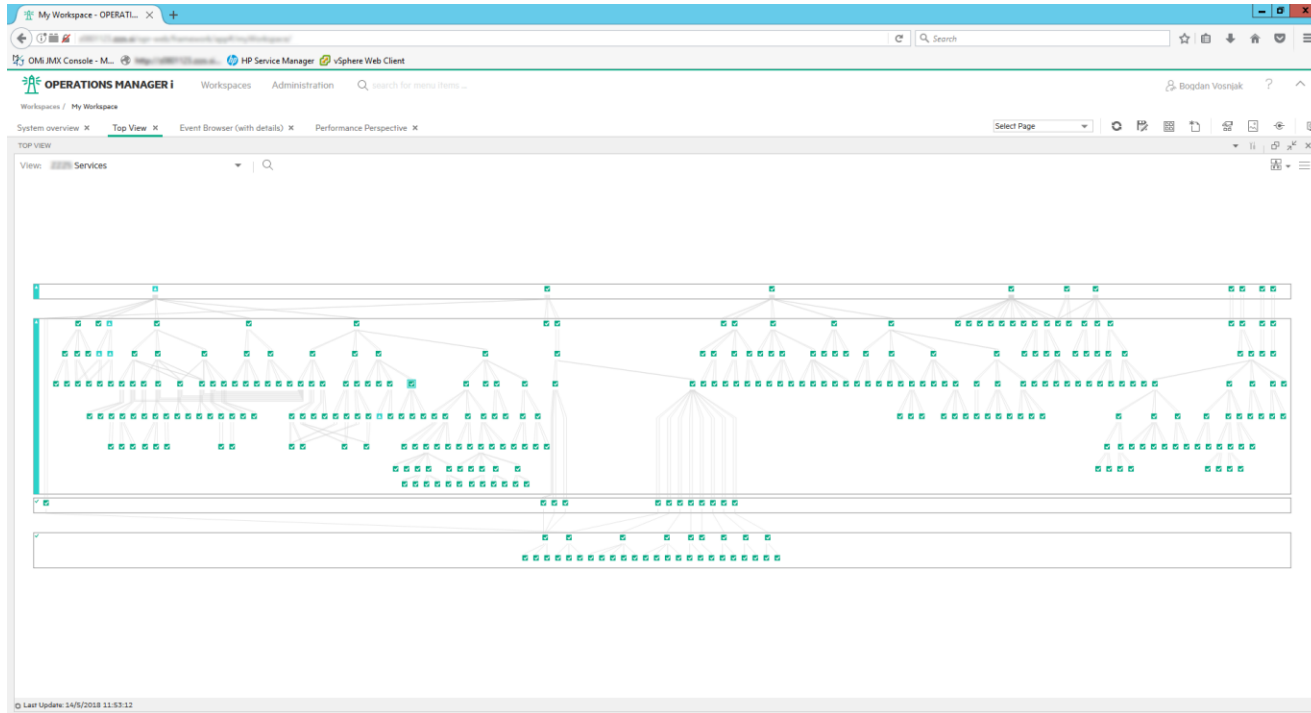 My Workspace - OPERATI...
Search
OMi JMX Console - M... HP Service Manager vSphere Web Client
OPERATIONS MANAGER i Workspaces Administration Search for menu items ... Bogdan Vosnjak ?
Workspaces / My Workspace
System overview Top View Event Browser (with details) Performance Perspective Select Page
TOP VIEW
View: Services
Last Update: 14/5/2018 11:53:12